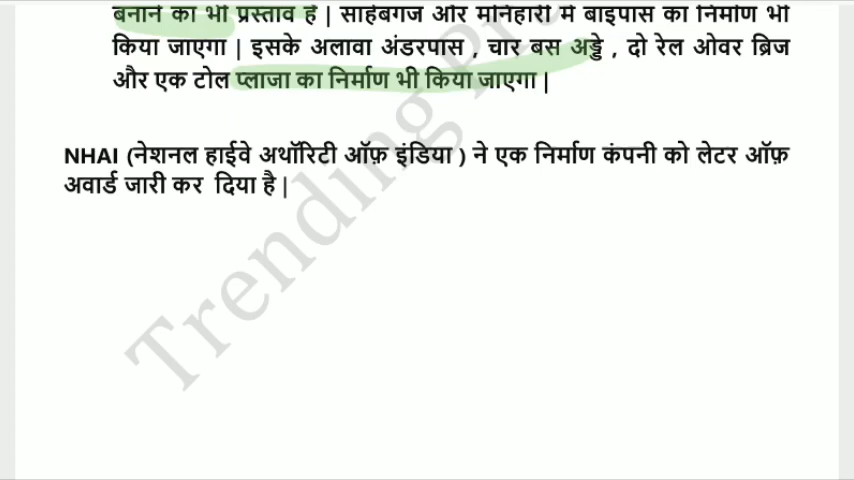 बनाने का भी प्रस्ताव है | साहेबगंज और मनिहारी में बाइपास का निर्माण भी
किया जाएगा | इसके अलावा अंडरपास , चार बस अड्डे , दो रेल ओवर ब्रिज
और एक टोल प्लाजा का निर्माण भी किया जाएगा |
NHAI (नेशनल हाईवे अथॉरिटी ऑफ़ इंडिया ) ने एक निर्माण कंपनी को लेटर ऑफ़
अवार्ड जारी कर दिया है |
Trending Pr